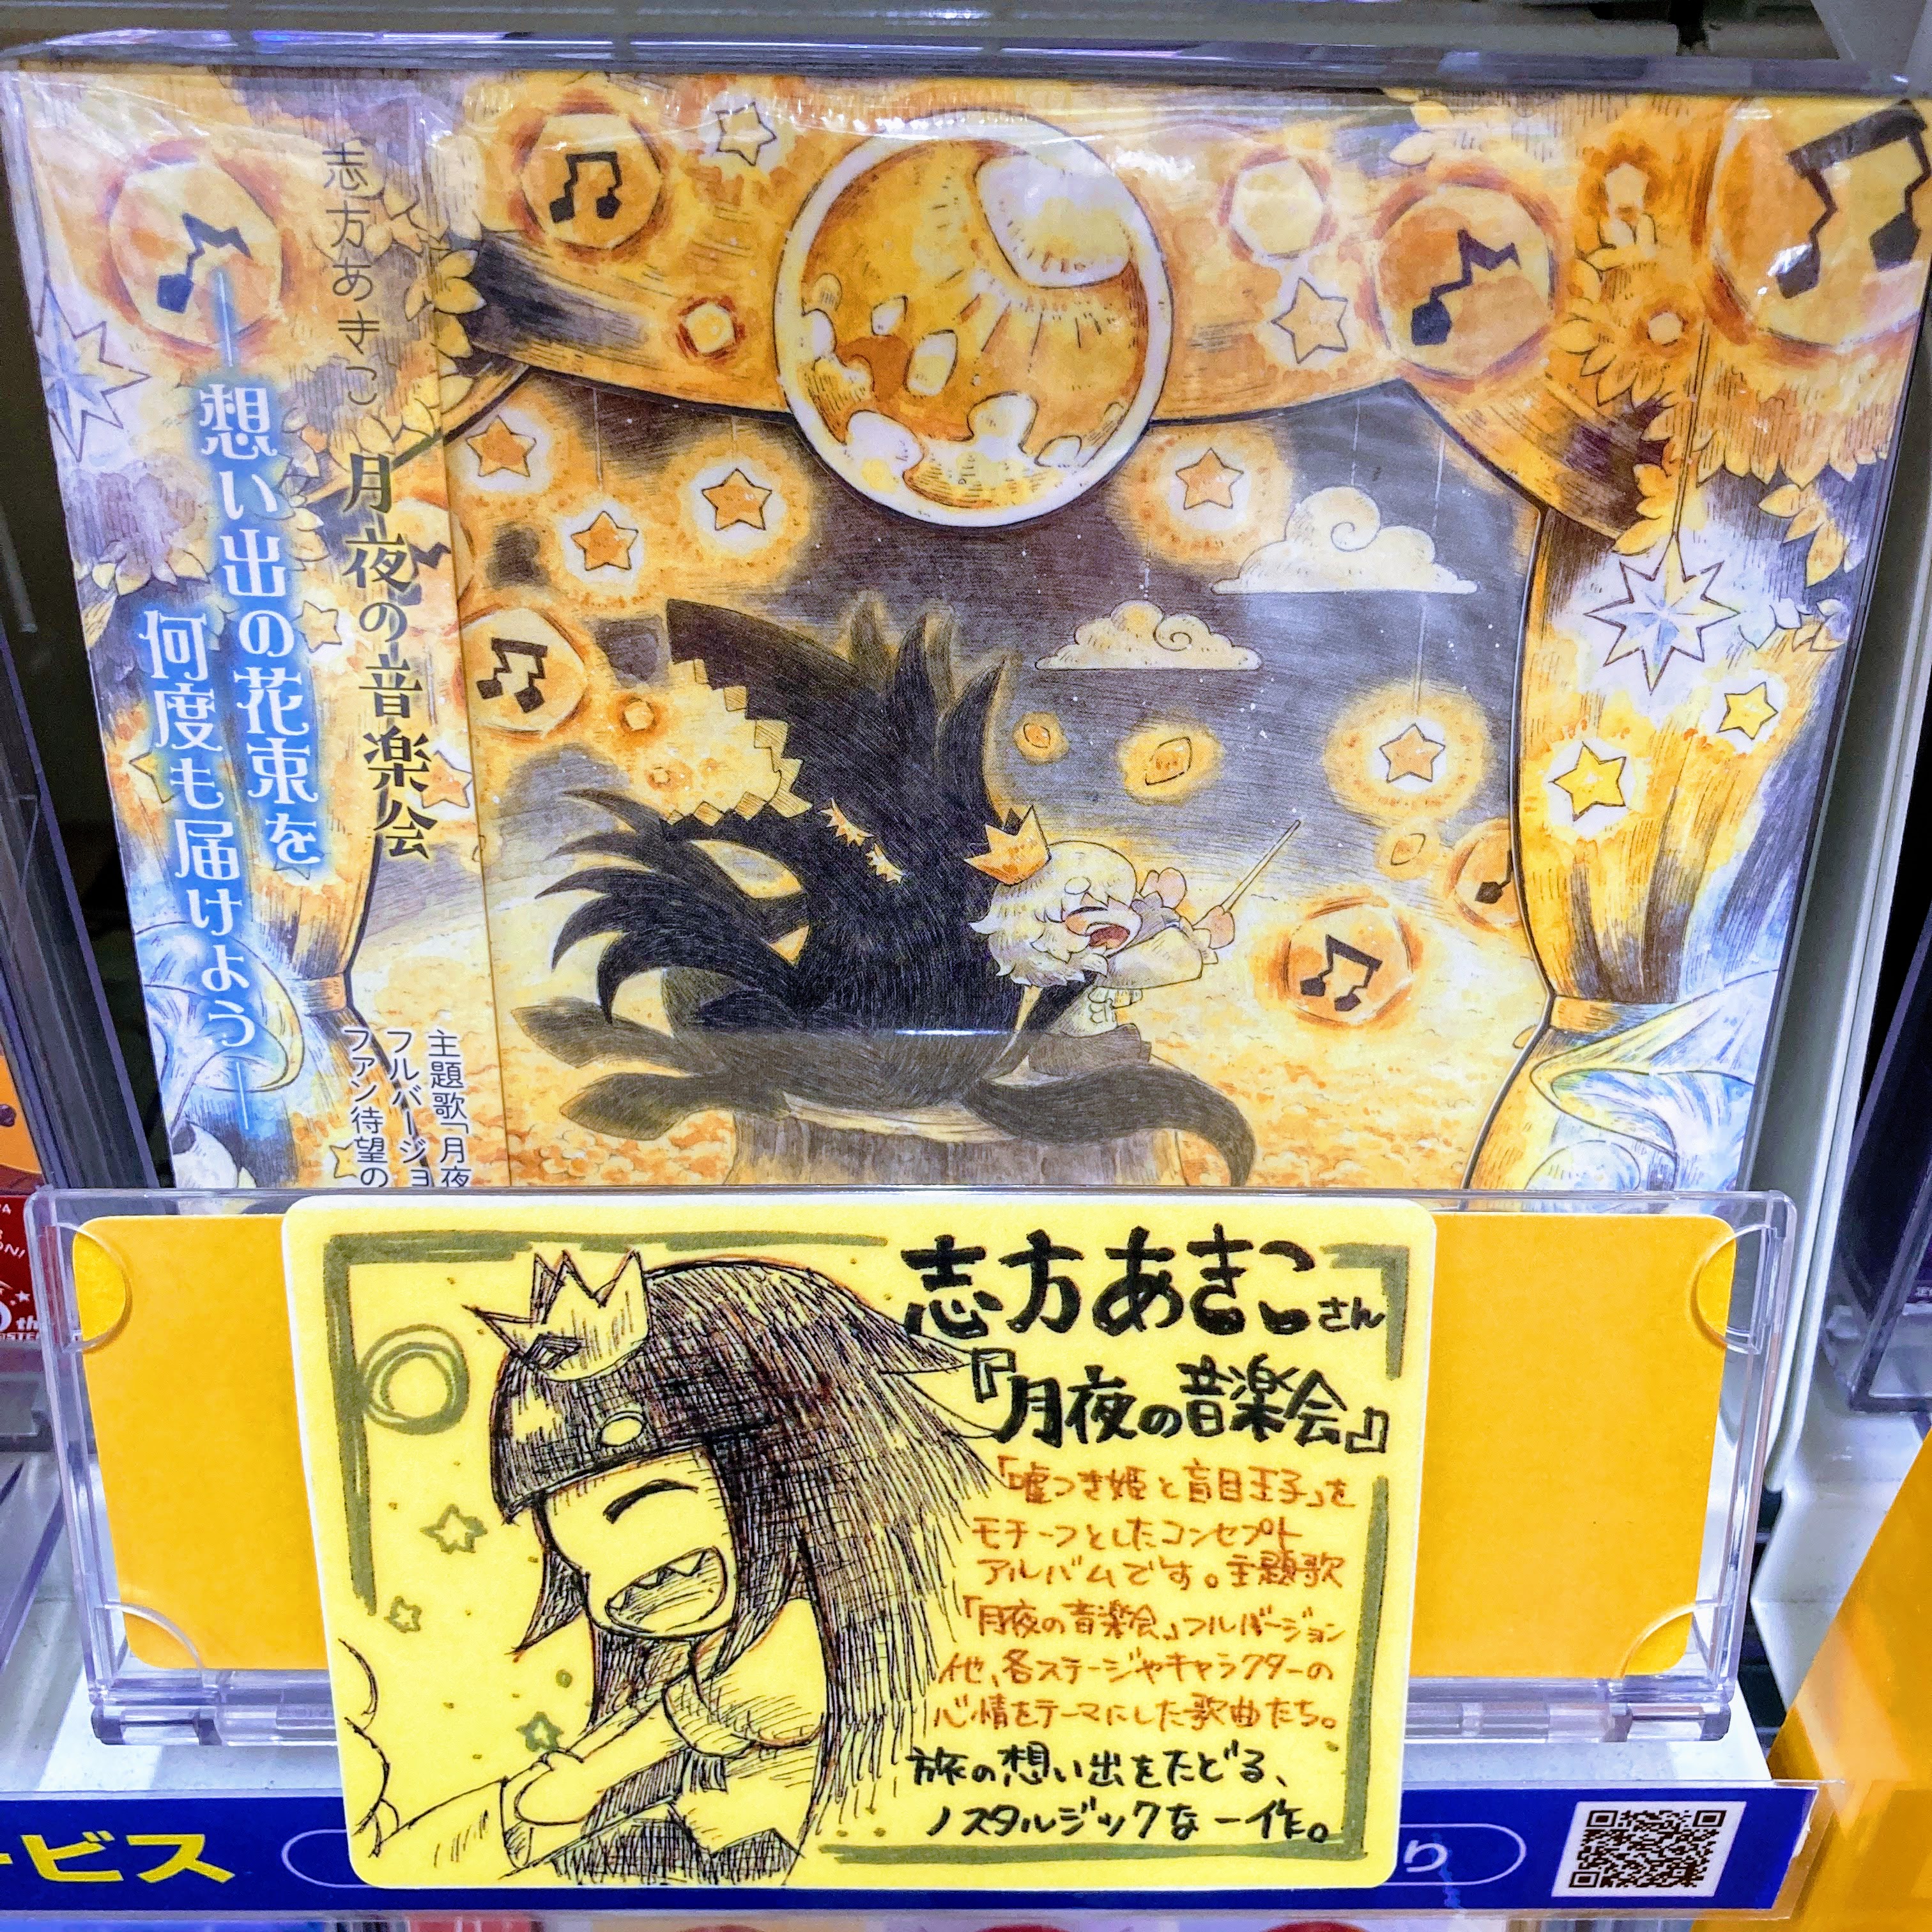 志方あきこ 月夜の音楽会
―想い出の花束を
何度も届けよう―
主題歌「月夜
フルバージョ
ファン待望の
志方あきこさん
『月夜の音楽会』
「嘘つき姫と盲目王子」を
モチーフとしたコンセプト
アルバムです。主題歌
「月夜の音楽会」フルバージョン
他、各ステージやキャラクターの
心情をテーマにした歌曲たち。
旅の想い出をたどる、
ノスタルジックな一作。
ービス
り